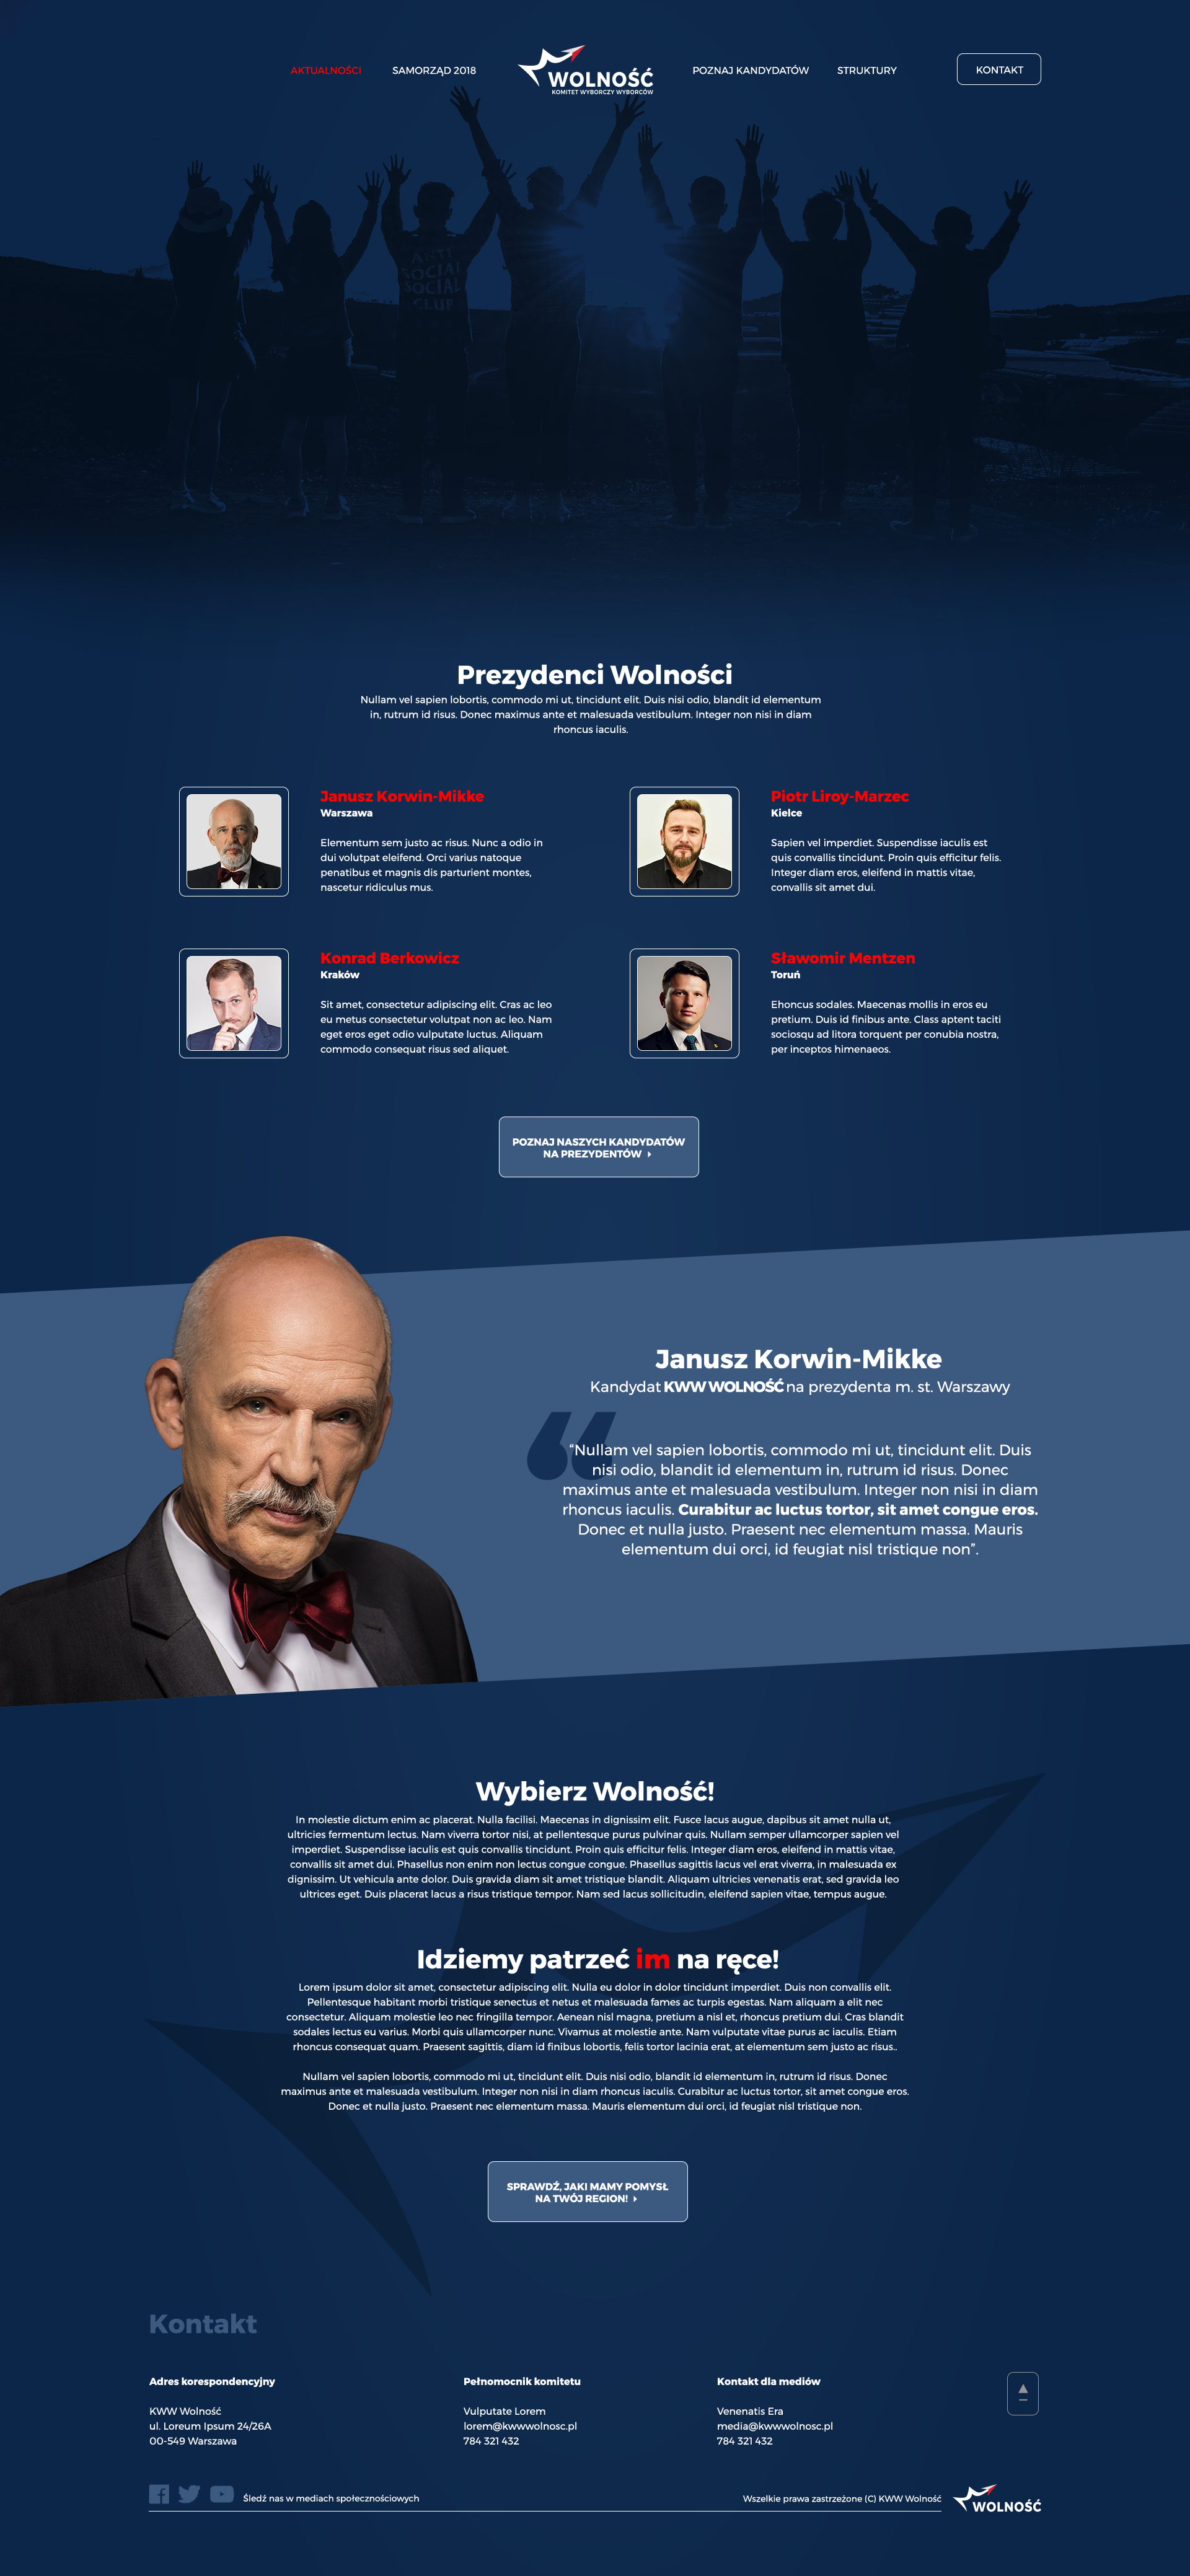 AKTUALNOŚCI
SAMORZĄD 2018
WOLNOŚĆ
KOMITET WYBORCZY WYBORCÓW
POZNAJ KANDYDATÓW
STRUKTURY
KONTAKT
ANTI
SOCIAL
SOCIAL
CLUB
Prezydenci Wolności
Nullam vel sapien lobortis, commodo mi ut, tincidunt elit. Duis nisi odio, blandit id elementum
in, rutrum id risus. Donec maximus ante et malesuada vestibulum. Integer non nisi in diam
rhoncus iaculis.
Janusz Korwin-Mikke
Warszawa
Elementum sem justo ac risus. Nunc a odio in
dui volutpat eleifend. Orci varius natoque
penatibus et magnis dis parturient montes,
nascetur ridiculus mus.
Piotr Liroy-Marzec
Kielce
Sapien vel imperdiet. Suspendisse iaculis est
quis convallis tincidunt. Proin quis efficitur felis.
Integer diam eros, eleifend in mattis vitae,
convallis sit amet dui.
Konrad Berkowicz
Kraków
Sit amet, consectetur adipiscing elit. Cras ac leo
eu metus consectetur volutpat non ac leo. Nam
eget eros eget odio vulputate luctus. Aliquam
commodo consequat risus sed aliquet.
Sławomir Mentzen
Toruń
Ehoncus sodales. Maecenas mollis in eros eu
pretium. Duis id finibus ante. Class aptent taciti
sociosqu ad litora torquent per conubia nostra,
per inceptos himenaeos.
POZNAJ NASZYCH KANDYDATÓW
NA PREZYDENTÓW
Janusz Korwin-Mikke
Kandydat KWW WOLNOŚĆ na prezydenta m. st. Warszawy
“Nullam vel sapien lobortis, commodo mi ut, tincidunt elit. Duis
nisi odio, blandit id elementum in, rutrum id risus. Donec
maximus ante et malesuada vestibulum. Integer non nisi in diam
rhoncus iaculis. Curabitur ac luctus tortor, sit amet congue eros.
Donec et nulla justo. Praesent nec elementum massa. Mauris
elementum dui orci, id feugiat nisl tristique non”.
Wybierz Wolność!
In molestie dictum enim ac placerat. Nulla facilisi. Maecenas in dignissim elit. Fusce lacus augue, dapibus sit amet nulla ut,
ultricies fermentum lectus. Nam viverra tortor nisi, at pellentesque purus pulvinar quis. Nullam semper ullamcorper sapien vel
imperdiet. Suspendisse iaculis est quis convallis tincidunt. Proin quis efficitur felis. Integer diam eros, eleifend in mattis vitae,
convallis sit amet dui. Phasellus non enim non lectus congue congue. Phasellus sagittis lacus vel erat viverra, in malesuada ex
dignissim. Ut vehicula ante dolor. Duis gravida diam sit amet tristique blandit. Aliquam ultricies venenatis erat, sed gravida leo
ultrices eget. Duis placerat lacus a risus tristique tempor. Nam sed lacus sollicitudin, eleifend sapien vitae, tempus augue.
Idziemy patrzeć im na ręce!
Lorem ipsum dolor sit amet, consectetur adipiscing elit. Nulla eu dolor in dolor tincidunt imperdiet. Duis non convallis elit.
Pellentesque habitant morbi tristique senectus et netus et malesuada fames ac turpis egestas. Nam aliquam a elit nec
consectetur. Aliquam molestie leo nec fringilla tempor. Aenean nisl magna, pretium a nisl et, rhoncus pretium dui. Cras blandit
sodales lectus eu varius. Morbi quis ullamcorper nunc. Vivamus at molestie ante. Nam vulputate vitae purus ac iaculis. Etiam
rhoncus consequat quam. Praesent sagittis, diam id finibus lobortis, felis tortor lacinia erat, at elementum sem justo ac risus..
Nullam vel sapien lobortis, commodo mi ut, tincidunt elit. Duis nisi odio, blandit id elementum in, rutrum id risus. Donec
maximus ante et malesuada vestibulum. Integer non nisi in diam rhoncus iaculis. Curabitur ac luctus tortor, sit amet congue eros.
Donec et nulla justo. Praesent nec elementum massa. Mauris elementum dui orci, id feugiat nisl tristique non.
SPRAWDŹ, JAKI MAMY POMYSŁ
NA TWÓJ REGION!
Kontakt
Adres korespondencyjny
KWW Wolność
ul. Loreum Ipsum 24/26A
00-549 Warszawa
Pełnomocnik komitetu
Vulputate Lorem
lorem@kwwwolnosc.pl
784 321 432
Kontakt dla mediów
Venenatis Era
media@kwwwolnosc.pl
784 321 432
Śledź nas w mediach społecznościowych
Wszelkie prawa zastrzeżone (C) KWW Wolność
WOLNOŚĆ